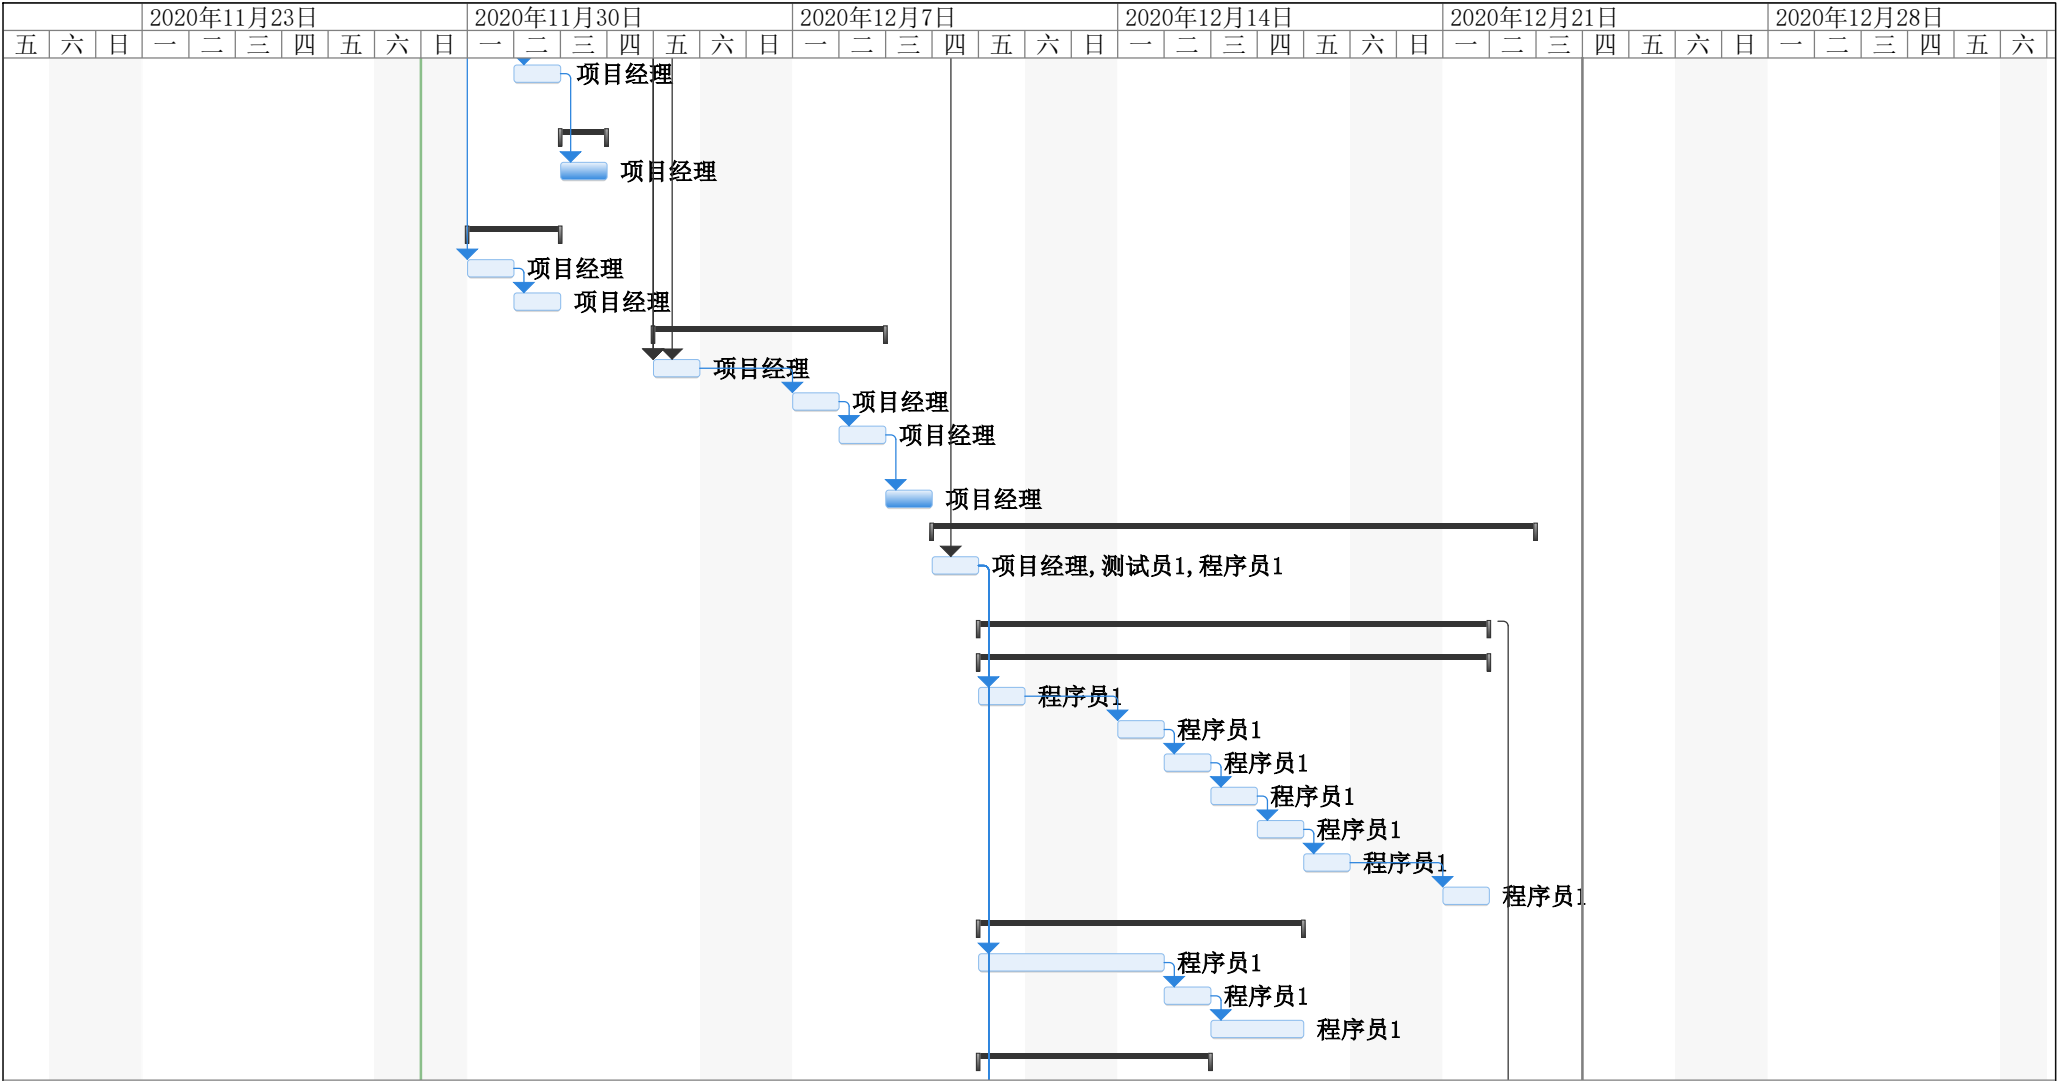 2020年11月23日 2020年11月30日 2020年12月7日 2020年12月14日 2020年12月21日 2020年12月28日
五 六 日 一 二 三 四 五 六 日 一 二 三 四 五 六 日 一 二 三 四 五 六 日 一 二 三 四 五 六 日 一 二 三 四 五 六 日 一 二 三 四 五 六
项目经理
项目经理
项目经理
项目经理
项目经理
项目经理
项目经理
项目经理
项目经理,测试员1,程序员1
程序员1
程序员1
程序员1
程序员1
程序员1
程序员1
程序员1
程序员1
程序员1
程序员1